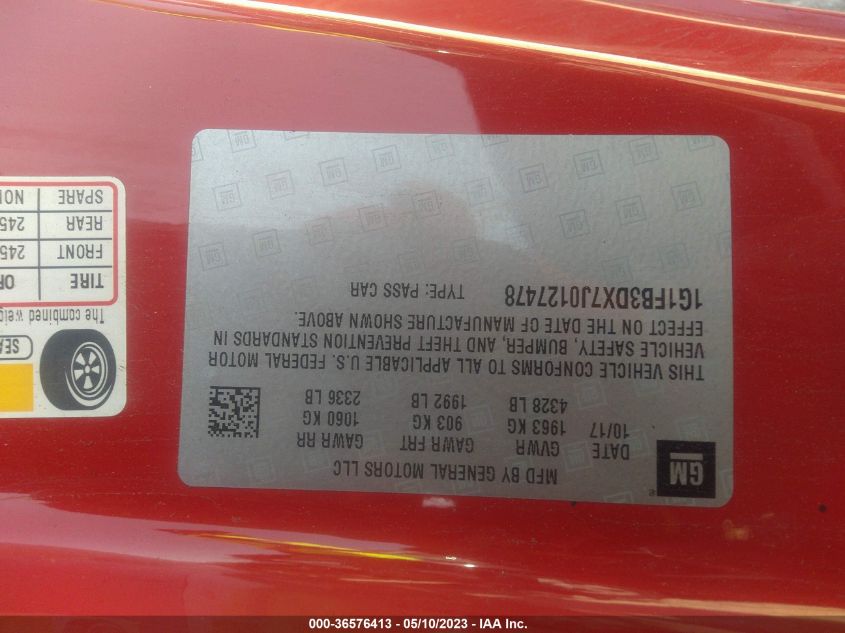 GM
MFD BY GENERAL MOTORS LLC
DATE GVWR GAWR FRT GAWR RR
10/17 1963 KG 903 KG 1060 KG
4328 LB 1992 LB 2336 LB
THIS VEHICLE CONFORMS TO ALL APPLICABLE U.S. FEDERAL MOTOR
VEHICLE SAFETY, BUMPER, AND THEFT PREVENTION STANDARDS IN
EFFECT ON THE DATE OF MANUFACTURE SHOWN ABOVE.
1G1FB3DX7J0127478 TYPE: PASS CAR
The combined
TIRE
FRONT 245
REAR 245
SPARE
000-36576413 - 05/10/2023 - IAA Inc.